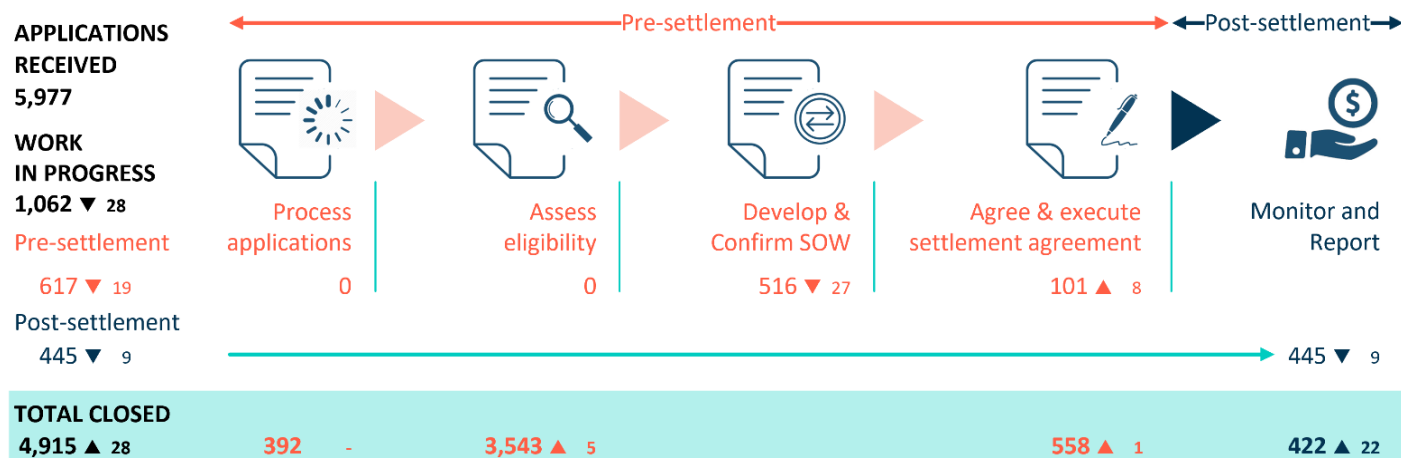 Pre-settlement
Post-settlement
APPLICATIONS
RECEIVED
5,977
WORK
IN PROGRESS
1,062 ▼ 28
Pre-settlement
617 ▼ 19
Process
applications
0
Assess
eligibility
0
Develop &
Confirm SOW
516 ▼ 27
Agree & execute
settlement agreement
101 ▲ 8
$
Monitor and
Report
Post-settlement
445 ▼ 9
445 ▼ 9
TOTAL CLOSED
4,915 ▲ 28
392 -
3,543 ▲ 5
558 ▲ 1
422 ▲ 22